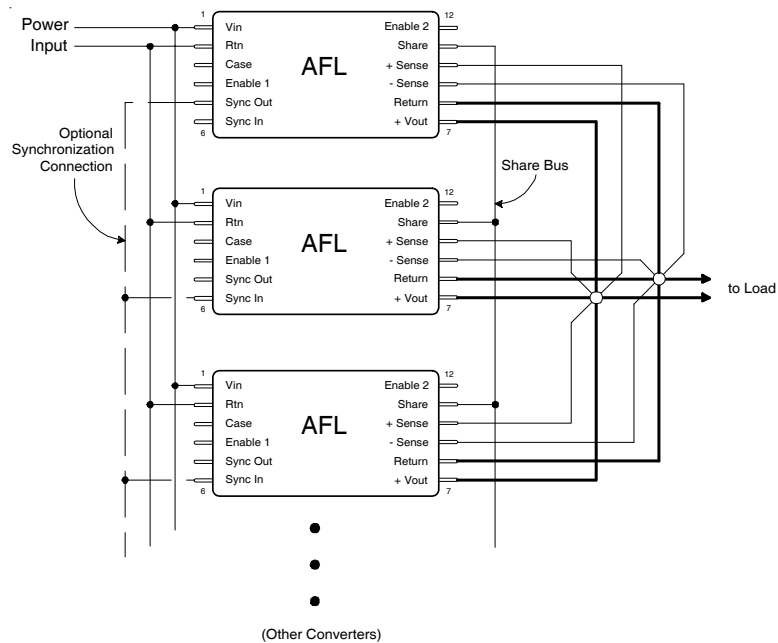 Power
Input
1
Vin
Rtn
Case
Enable 1
Sync Out
Sync In
6
AFL
12
Enable 2
Share
+ Sense
- Sense
Return
+ Vout
7
Optional
Synchronization
Connection
Share Bus
1
Vin
Rtn
Case
Enable 1
Sync Out
Sync In
6
AFL
12
Enable 2
Share
+ Sense
- Sense
Return
+ Vout
7
to Load
1
Vin
Rtn
Case
Enable 1
Sync Out
Sync In
6
AFL
12
Enable 2
Share
+ Sense
- Sense
Return
+ Vout
7
(Other Converters)